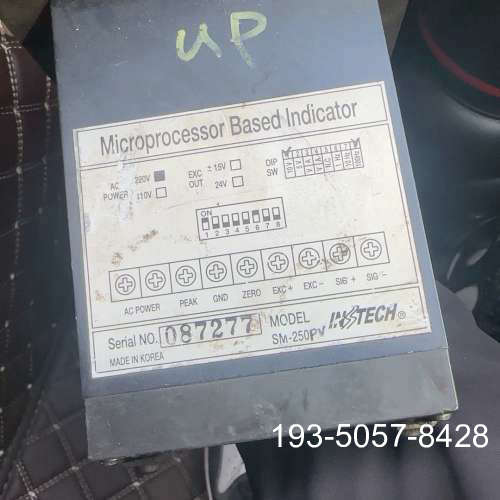 UP
Microprocessor Based Indicator
AC POWER 220V 110V
EXC OUT ±15V 24V
DIP SW
ON
1 2 3 4 5 6 7 8
AC POWER PEAK GND ZERO EXC+ EXC- SIG+ SIG-
Serial NO. 087277 MODEL INSTECH®
MADE IN KOREA SM-250PV
193-5057-8428